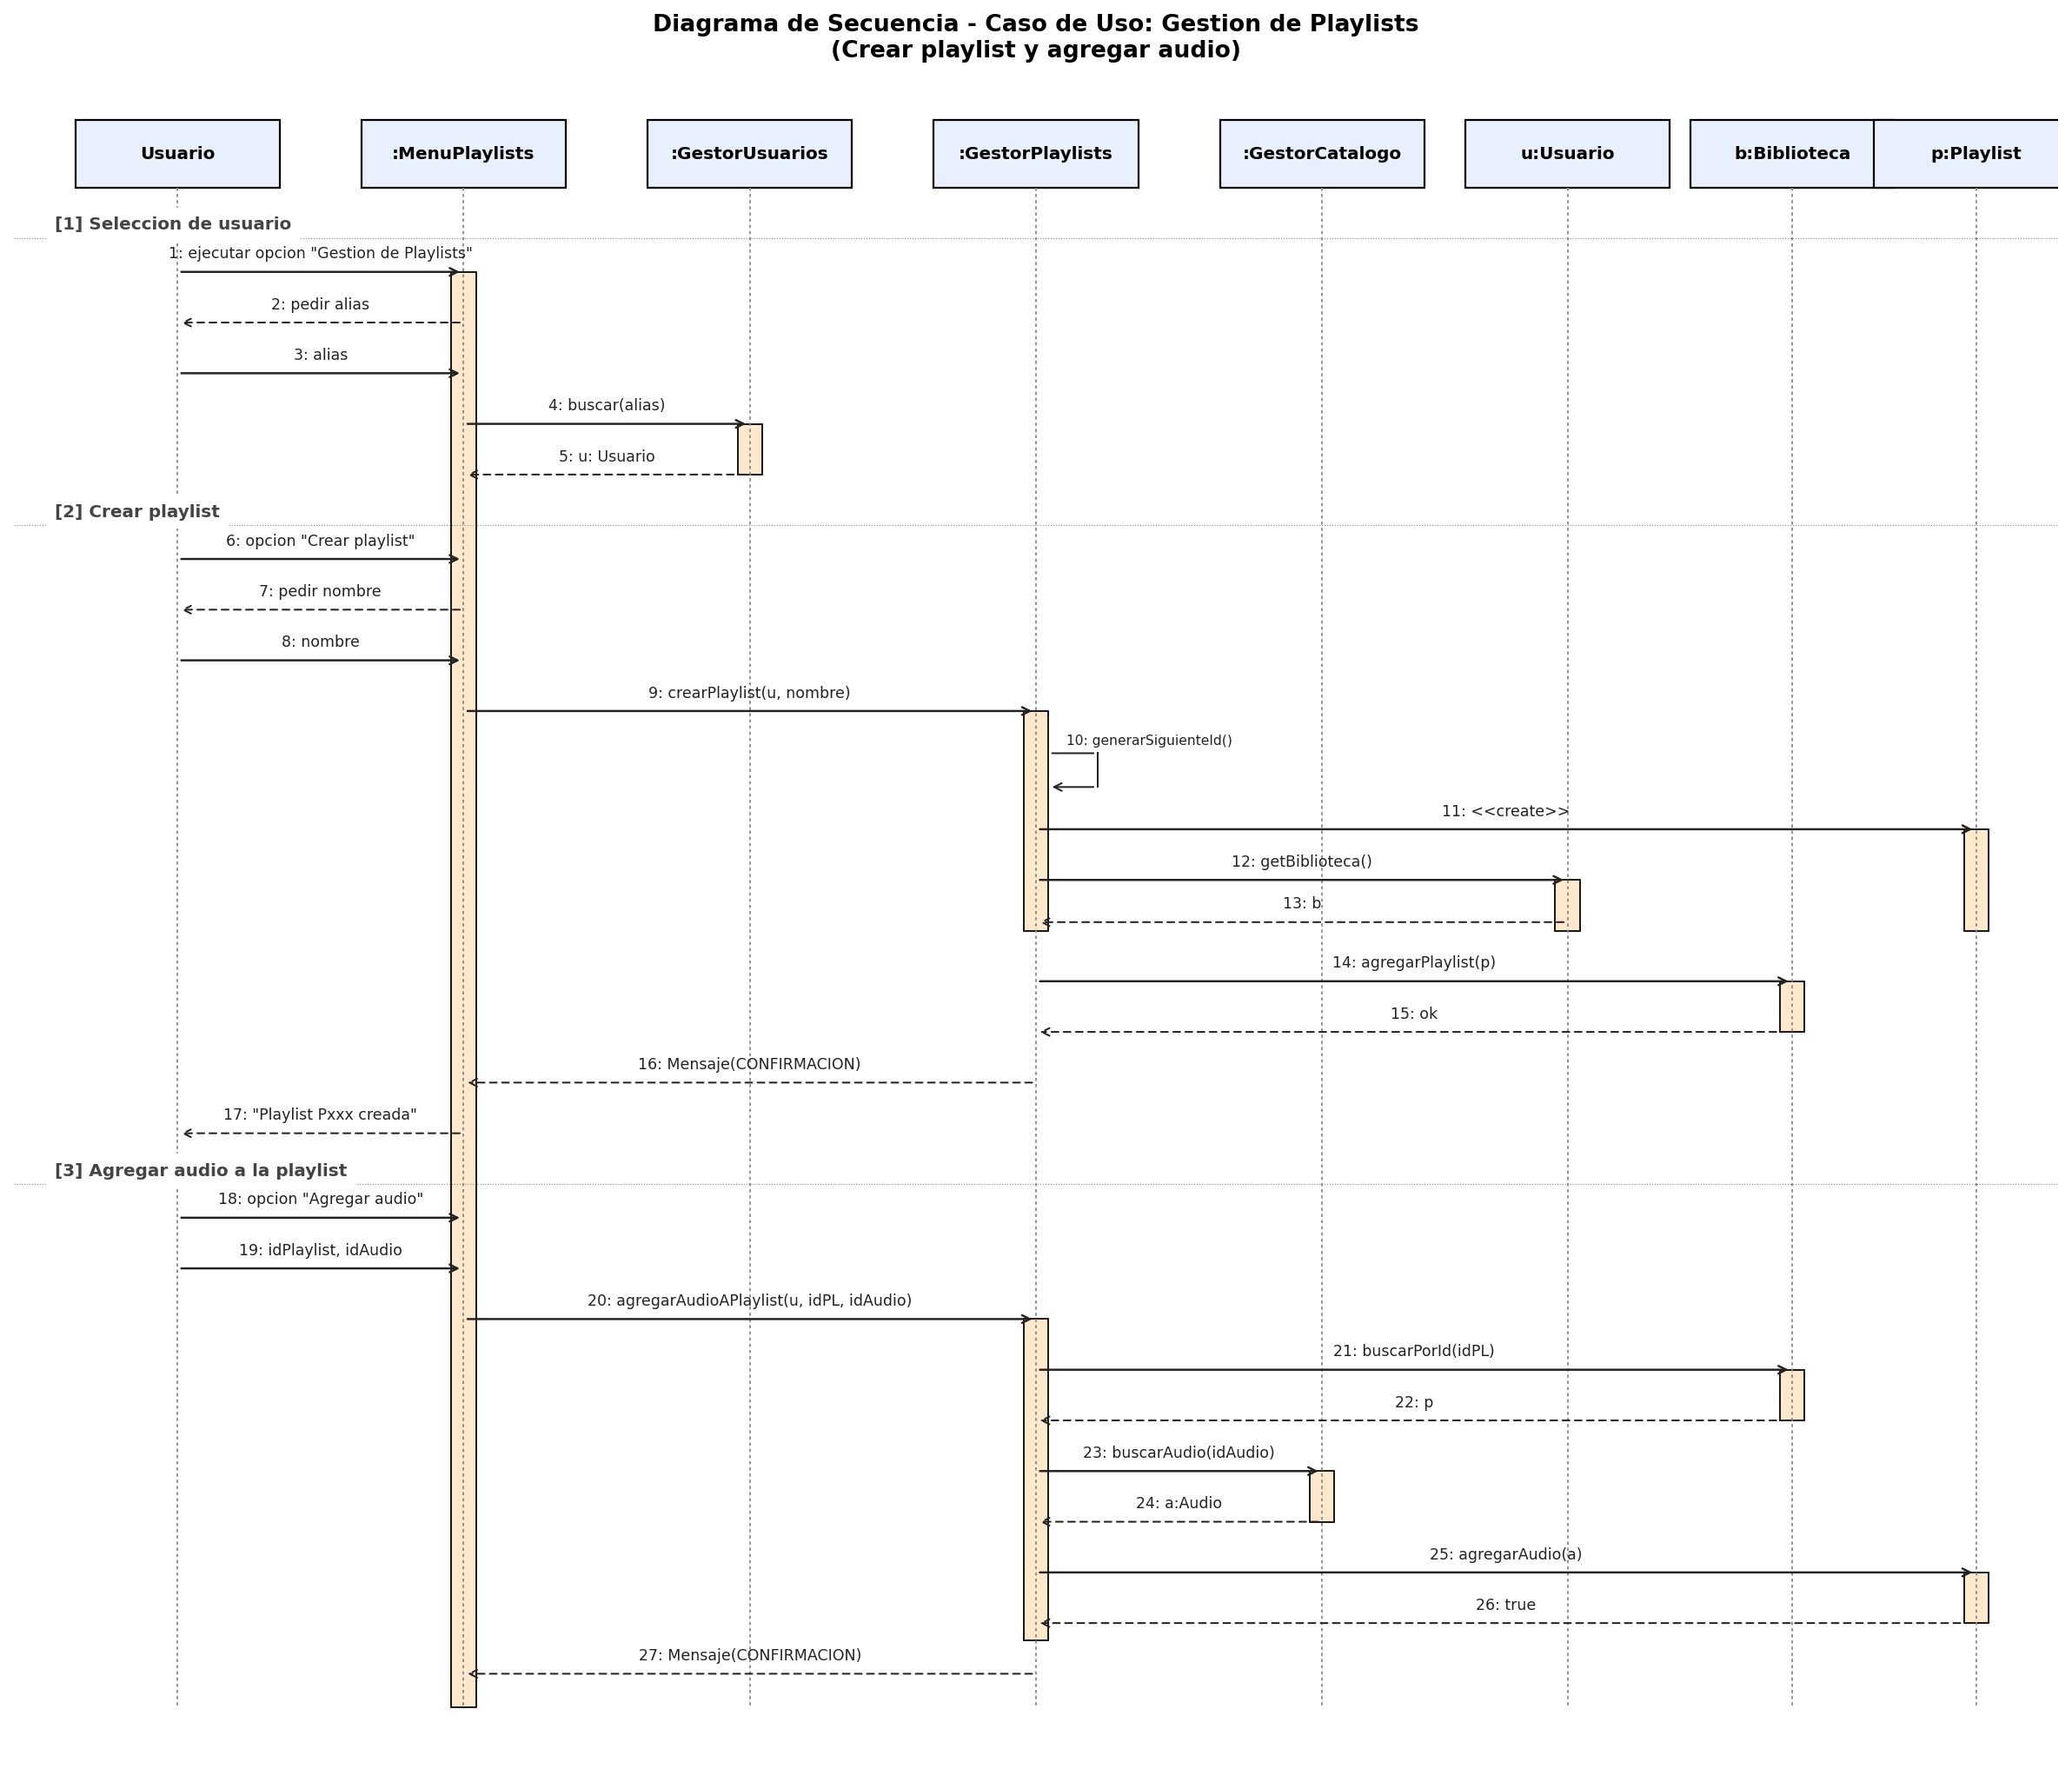 Diagrama de Secuencia - Caso de Uso: Gestion de Playlists
(Crear playlist y agregar audio)
Usuario
:MenuPlaylists
:GestorUsuarios
:GestorPlaylists
:GestorCatalogo
u:Usuario
b:Biblioteca
p:Playlist
[1] Seleccion de usuario
1: ejecutar opcion "Gestion de Playlists"
2: pedir alias
3: alias
4: buscar(alias)
5: u: Usuario
[2] Crear playlist
6: opcion "Crear playlist"
7: pedir nombre
8: nombre
9: crearPlaylist(u, nombre)
10: generarSiguienteId()
11: <<create>>
12: getBiblioteca()
13: b
14: agregarPlaylist(p)
15: ok
16: Mensaje(CONFIRMACION)
17: "Playlist Pxxx creada"
[3] Agregar audio a la playlist
18: opcion "Agregar audio"
19: idPlaylist, idAudio
20: agregarAudioAPlaylist(u, idPL, idAudio)
21: buscarPorId(idPL)
22: p
23: buscarAudio(idAudio)
24: a:Audio
25: agregarAudio(a)
26: true
27: Mensaje(CONFIRMACION)